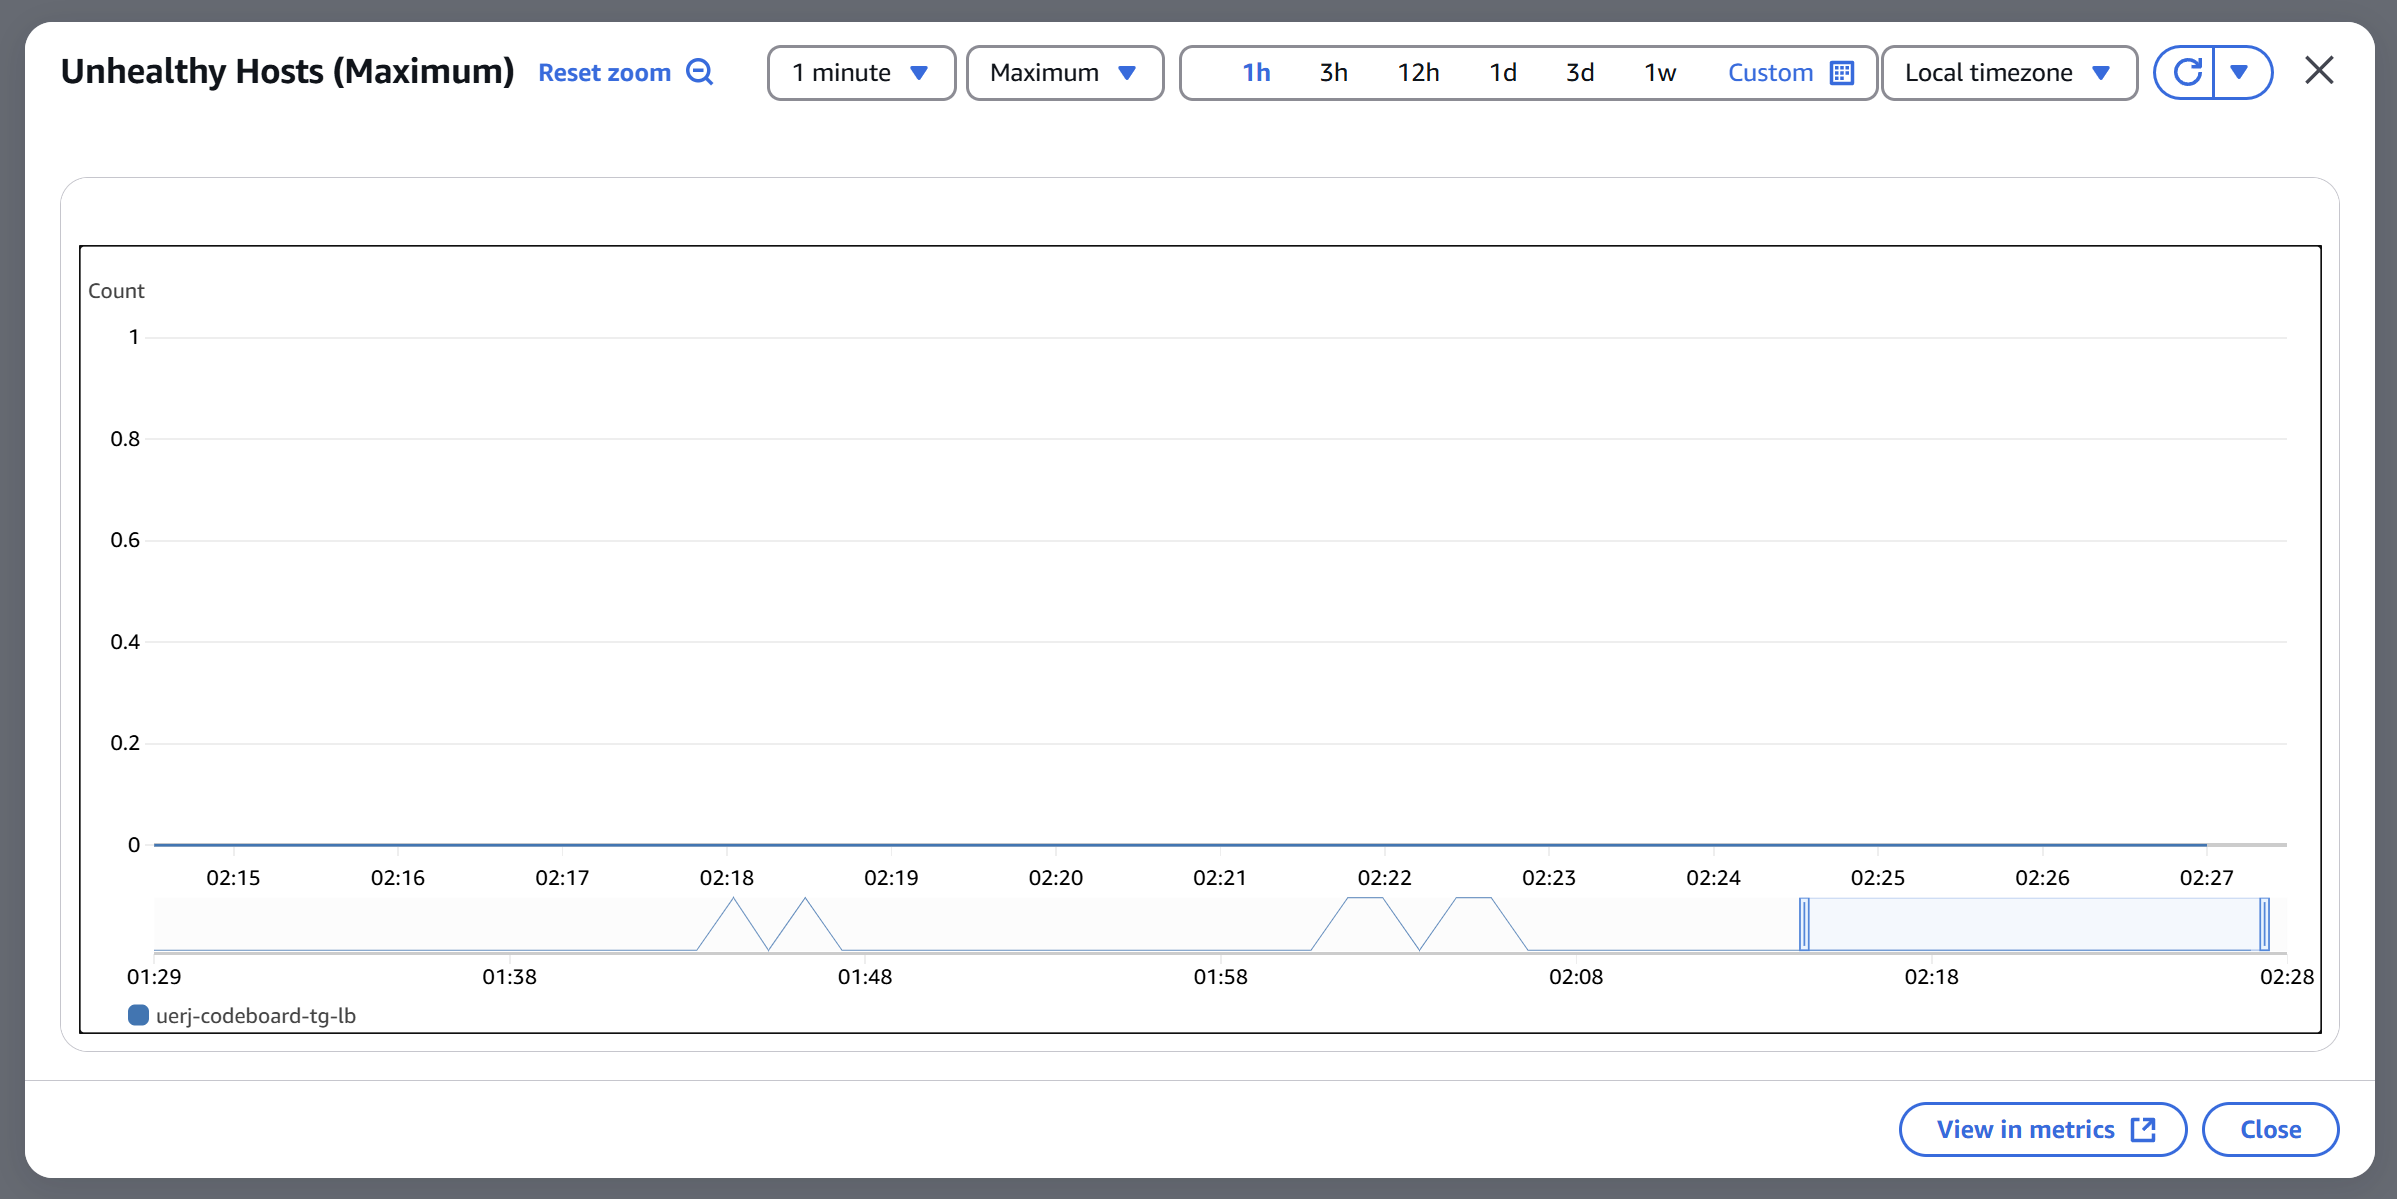 Unhealthy Hosts (Maximum) Reset zoom 1 minute Maximum 1h 3h 12h 1d 3d 1w Custom Local timezone
Count
1
0.8
0.6
0.4
0.2
0
02:15 02:16 02:17 02:18 02:19 02:20 02:21 02:22 02:23 02:24 02:25 02:26 02:27
01:29 01:38 01:48 01:58 02:08 02:18 02:28
uerj-codeboard-tg-lb
View in metrics Close